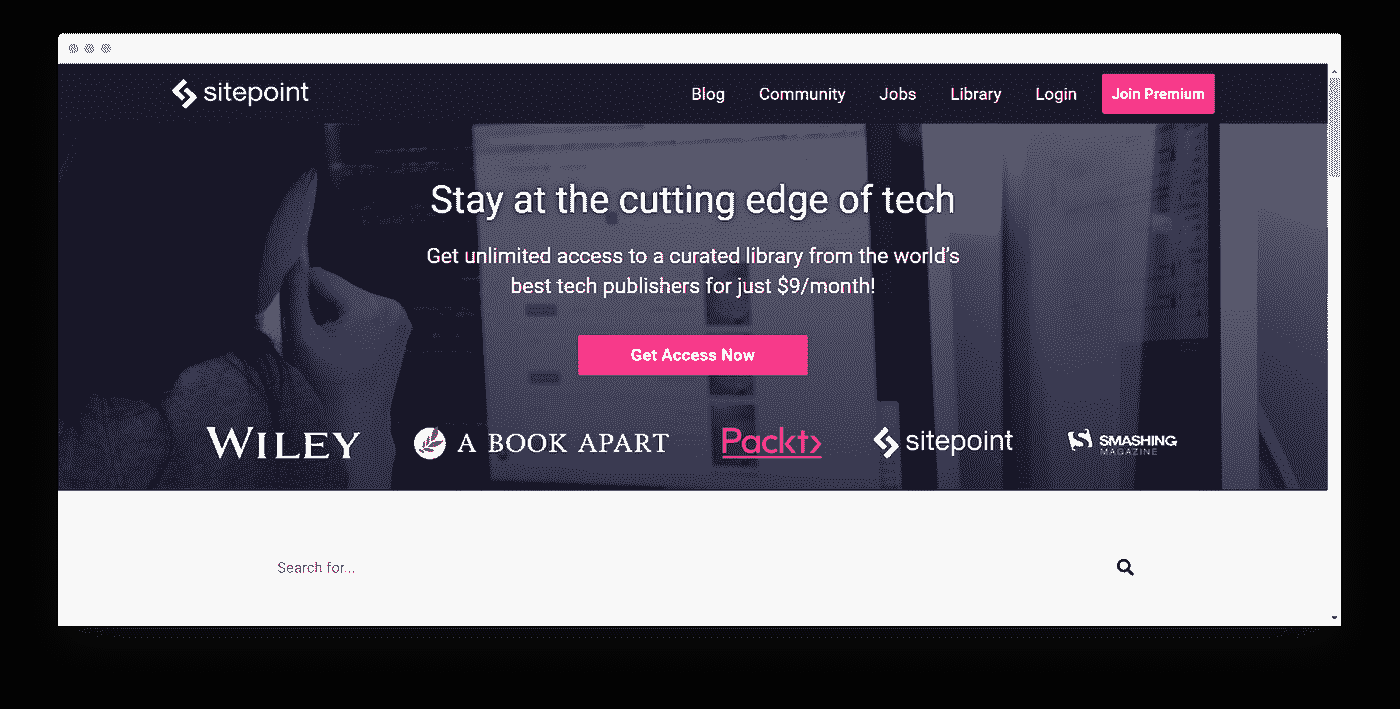 sitepoint
Blog Community Jobs Library Login Join Premium
Stay at the cutting edge of tech
Get unlimited access to a curated library from the world's
best tech publishers for just $9/month!
Get Access Now
WILEY A BOOK APART Packt> sitepoint SMASHING
MAGAZINE
Search for...